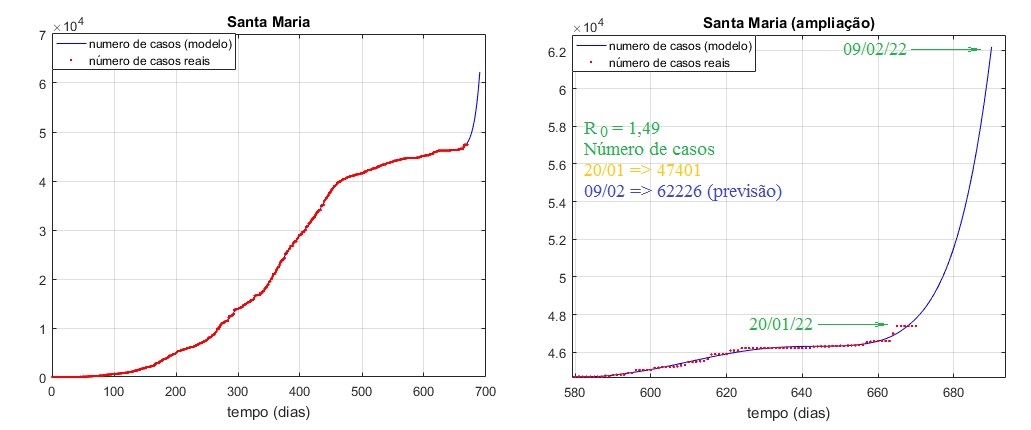 Santa Maria
×10⁴
numero de casos (modelo)
número de casos reais
7
6
5
4
3
2
1
0
0 100 200 300 400 500 600 700
tempo (dias)
Santa Maria (ampliação)
×10⁴
numero de casos (modelo)
número de casos reais
09/02/22
R 0 = 1,49
Número de casos
20/01 => 47401
09/02 => 62226 (previsão)
20/01/22
6.2
6
5.8
5.6
5.4
5.2
5
4.8
4.6
580 600 620 640 660 680
tempo (dias)